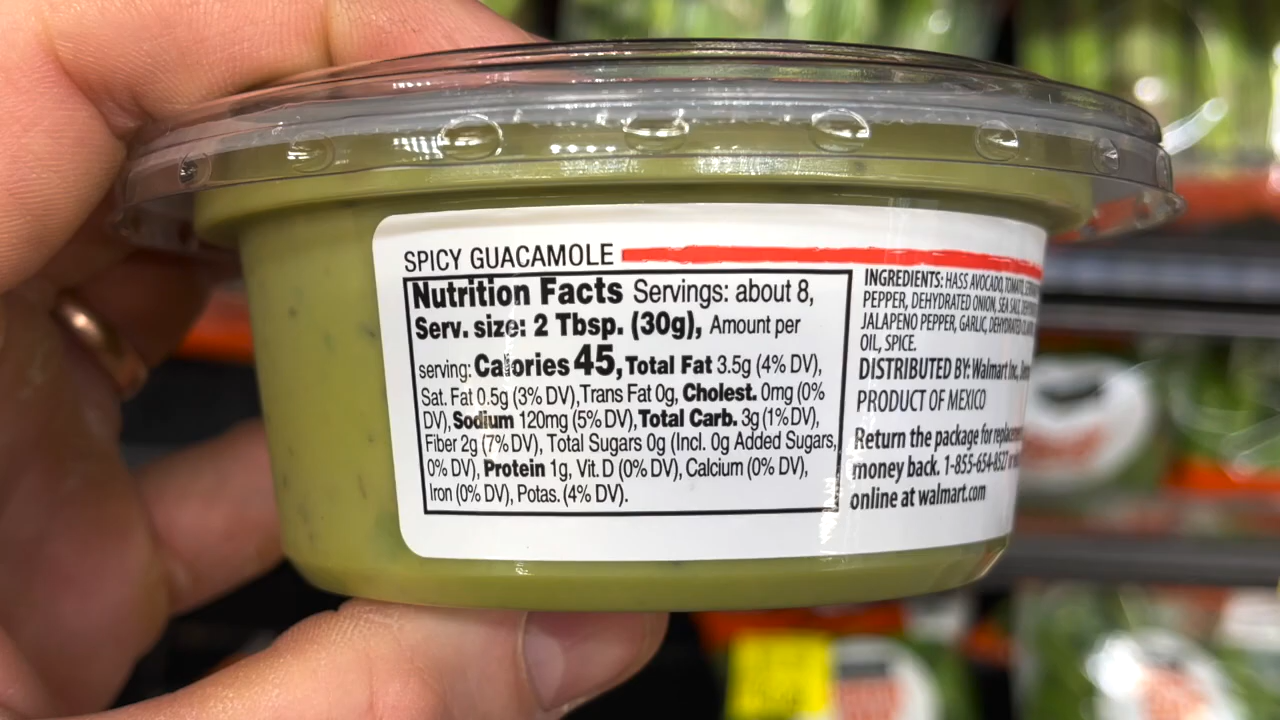 SPICY GUACAMOLE
Nutrition Facts Servings: about 8,
Serv. size: 2 Tbsp. (30g), Amount per
serving: Calories 45, Total Fat 3.5g (4% DV),
Sat. Fat 0.5g (3% DV), Trans Fat 0g, Cholest. 0mg (0%
DV), Sodium 120mg (5% DV), Total Carb. 3g (1% DV),
Fiber 2g (7% DV), Total Sugars 0g (Incl. 0g Added Sugars,
0% DV), Protein 1g, Vit. D (0% DV), Calcium (0% DV),
Iron (0% DV), Potas. (4% DV).
INGREDIENTS: HASS AVOCADO, TOMATO,
PEPPER, DEHYDRATED ONION, SEA SALT,
JALAPENO PEPPER, GARLIC, DEHYDRATED
OIL, SPICE.
DISTRIBUTED BY: Walmart Inc.,
PRODUCT OF MEXICO
Return the package for
money back. 1-855-654-8527 or
online at walmart.com